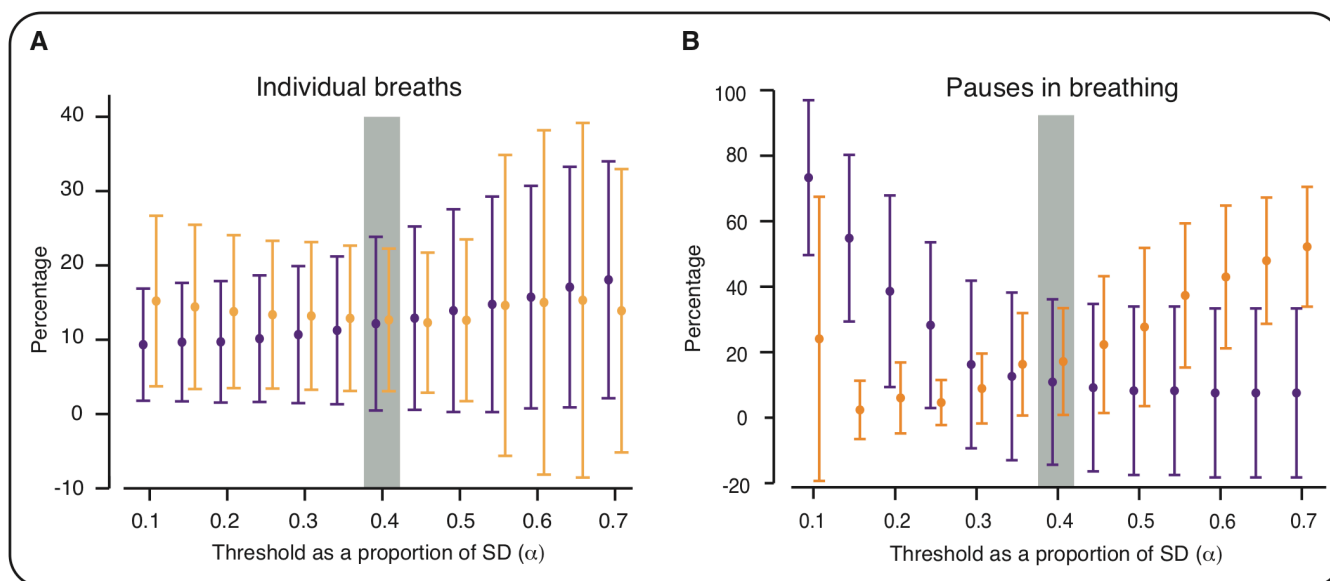 A
Individual breaths
Percentage
40
30
20
10
0
-10
0.1 0.2 0.3 0.4 0.5 0.6 0.7
Threshold as a proportion of SD (α)
B
Pauses in breathing
Percentage
100
80
60
40
20
0
-20
0.1 0.2 0.3 0.4 0.5 0.6 0.7
Threshold as a proportion of SD (α)